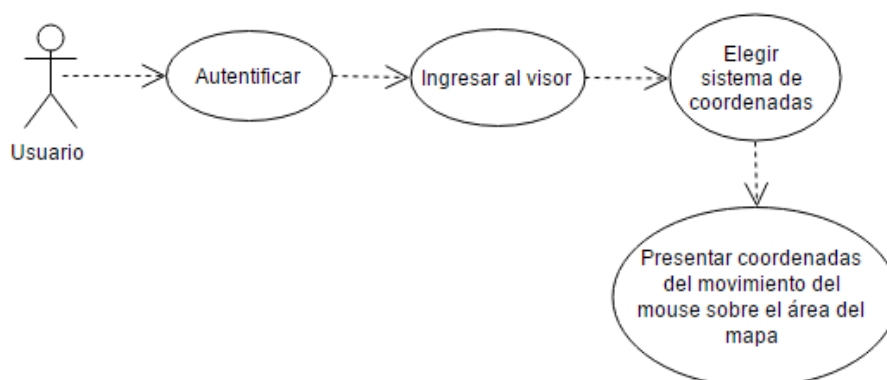 Usuario
Autentificar
Ingresar al visor
Elegir
sistema de
coordenadas
Presentar coordenadas
del movimiento del
mouse sobre el área del
mapa